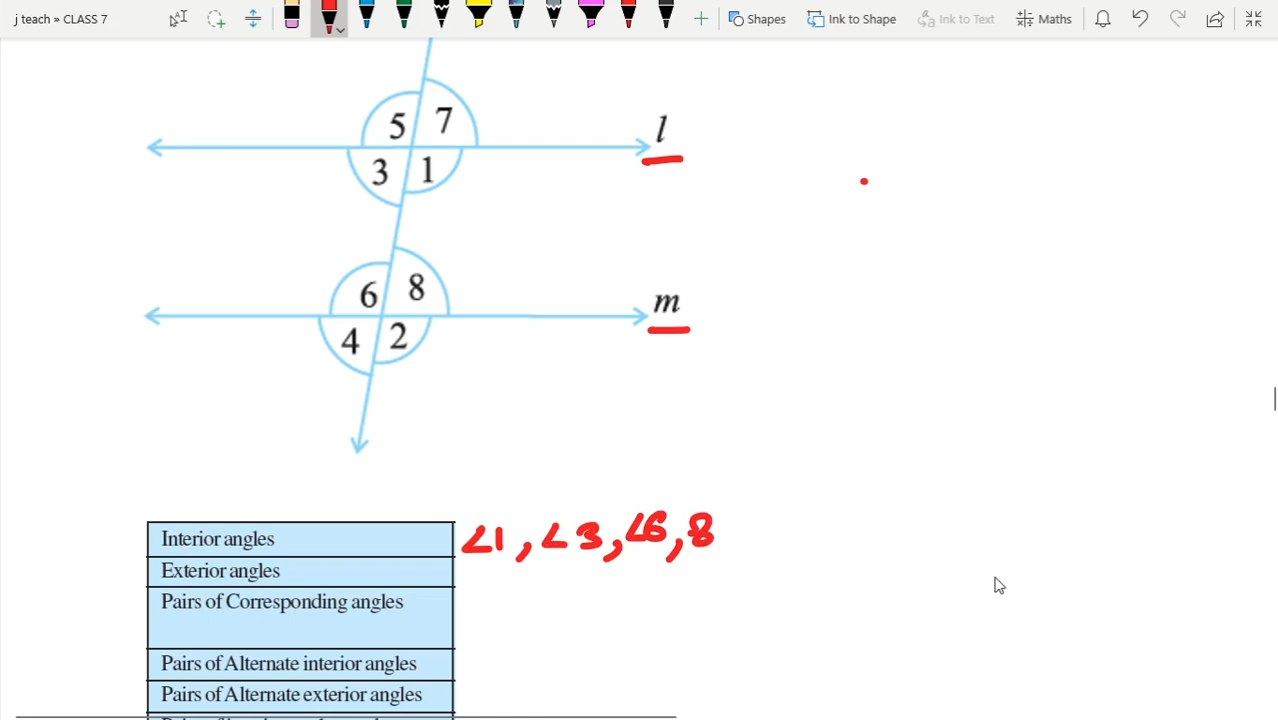 j teach » CLASS 7
Shapes Ink to Shape Ink to Text Maths
5 7
l
3 1
6 8
m
4 2
Interior angles ∠1, ∠3, ∠6, 8
Exterior angles
Pairs of Corresponding angles
Pairs of Alternate interior angles
Pairs of Alternate exterior angles